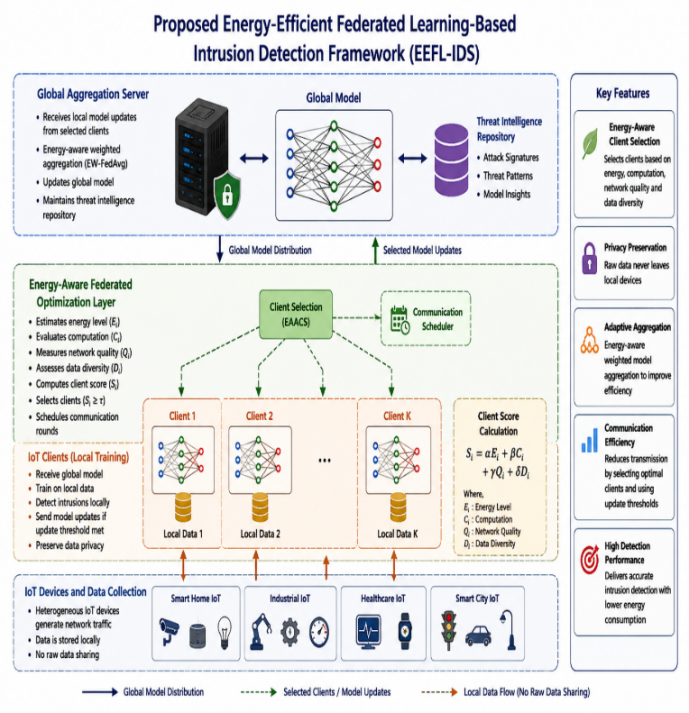 Proposed Energy-Efficient Federated Learning-Based
Intrusion Detection Framework (EEFL-IDS)
Global Aggregation Server
• Receives local model updates
from selected clients
• Energy-aware weighted
aggregation (EW-FedAvg)
• Updates global model
• Maintains threat intelligence
repository
Global Model
Threat Intelligence
Repository
• Attack Signatures
• Threat Patterns
• Model Insights
Global Model Distribution
Selected Model Updates
Energy-Aware Federated
Optimization Layer
• Estimates energy level (Eᵢ)
• Evaluates computation (Cᵢ)
• Measures network quality (Qᵢ)
• Assesses data diversity (Dᵢ)
• Computes client score (Sᵢ)
• Selects clients (Sᵢ ≥ τ)
• Schedules communication
rounds
Client Selection
(EAACS)
Communication
Scheduler
IoT Clients (Local Training)
• Receive global model
• Train on local data
• Detect intrusions locally
• Send model updates if
update threshold met
• Preserve data privacy
Client 1
Local Data 1
Client 2
Local Data 2
...
Client K
Local Data K
Client Score
Calculation
Sᵢ = αEᵢ + βCᵢ
+ γQᵢ + δDᵢ
Where,
Eᵢ : Energy Level
Cᵢ : Computation
Qᵢ : Network Quality
Dᵢ : Data Diversity
IoT Devices and Data Collection
• Heterogeneous IoT devices
generate network traffic
• Data is stored locally
• No raw data sharing
Smart Home IoT
Industrial IoT
Healthcare IoT
Smart City IoT
Key Features
Energy-Aware
Client Selection
Selects clients based on
energy, computation,
network quality and
data diversity
Privacy Preservation
Raw data never leaves
local devices
Adaptive Aggregation
Energy-aware
weighted model
aggregation to improve
efficiency
Communication
Efficiency
Reduces transmission
by selecting optimal
clients and using
update thresholds
High Detection
Performance
Delivers accurate
intrusion detection with
lower energy
consumption
Global Model Distribution
Selected Clients / Model Updates
Local Data Flow (No Raw Data Sharing)